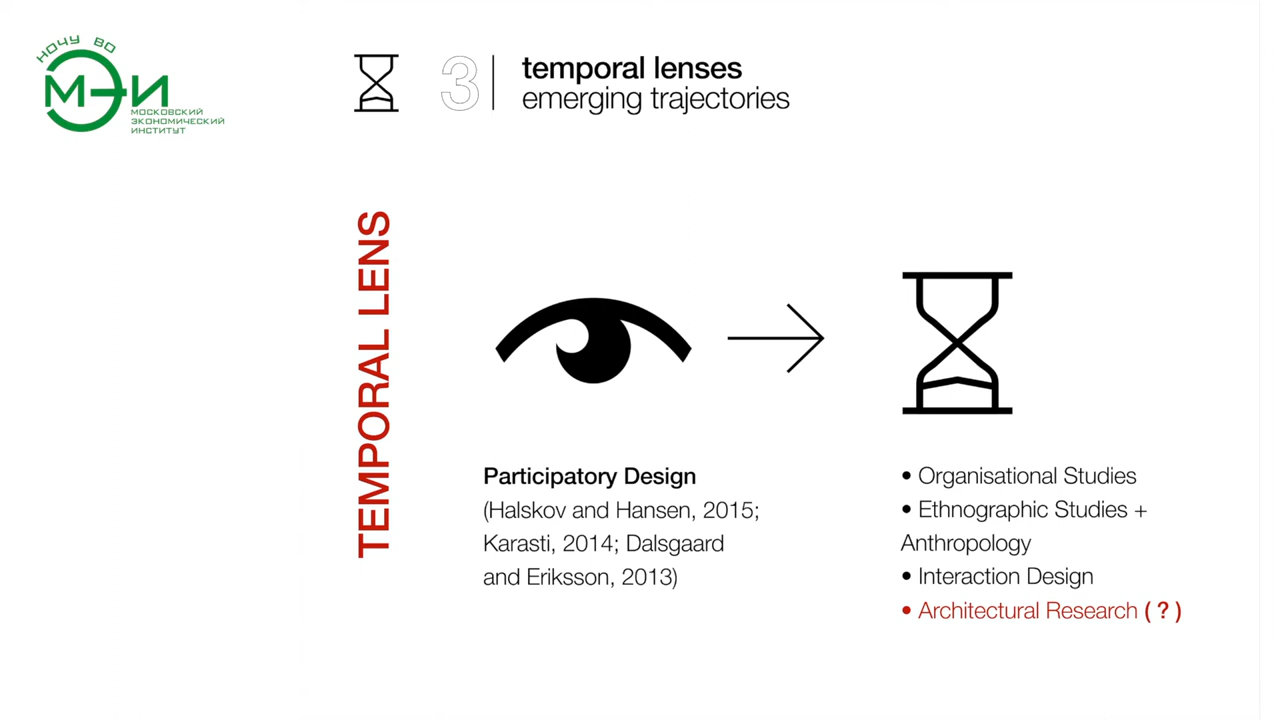 НОЧУ ВО
МЭИ
МОСКОВСКИЙ
ЭКОНОМИЧЕСКИЙ
ИНСТИТУТ
3
temporal lenses
emerging trajectories
TEMPORAL LENS
Participatory Design
(Halskov and Hansen, 2015;
Karasti, 2014; Dalsgaard
and Eriksson, 2013)
• Organisational Studies
• Ethnographic Studies +
Anthropology
• Interaction Design
• Architectural Research ( ? )